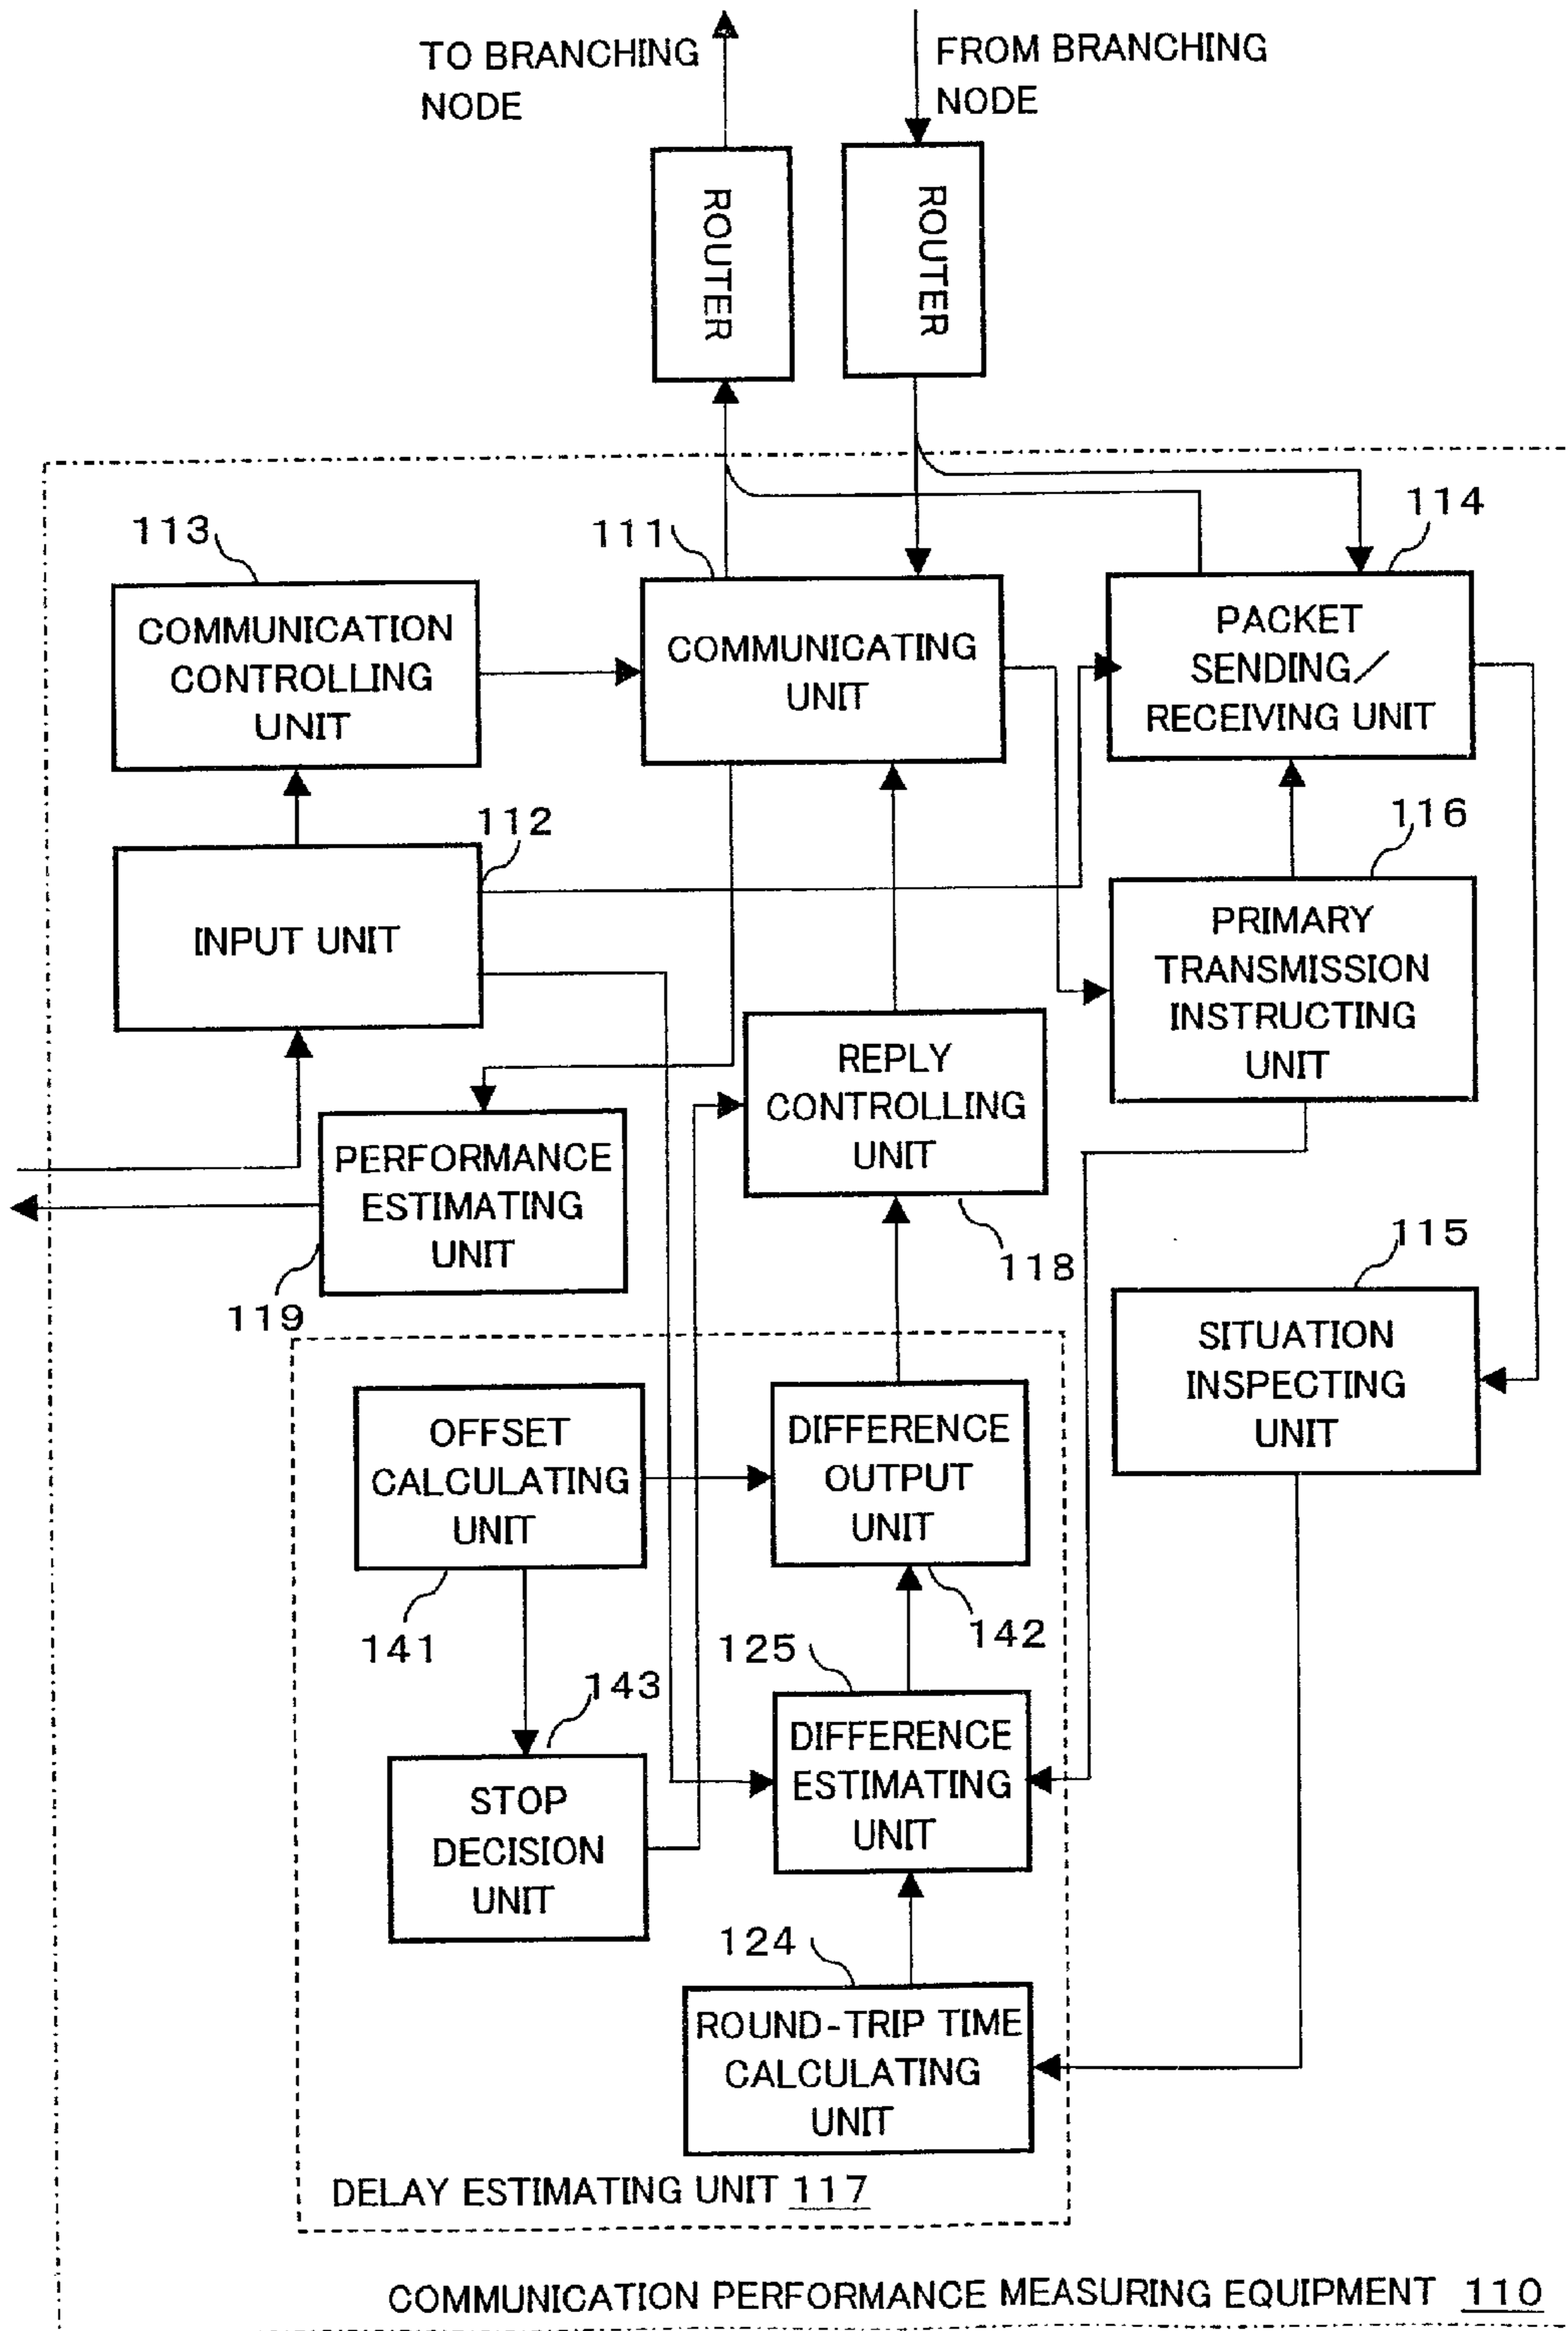 TO BRANCHING
NODE
FROM BRANCHING
NODE
ROUTER
ROUTER
113
111
114
COMMUNICATION
CONTROLLING
UNIT
COMMUNICATING
UNIT
PACKET
SENDING/
RECEIVING UNIT
112
116
INPUT UNIT
PRIMARY
TRANSMISSION
INSTRUCTING
UNIT
REPLY
CONTROLLING
UNIT
118
PERFORMANCE
ESTIMATING
UNIT
119
115
SITUATION
INSPECTING
UNIT
OFFSET
CALCULATING
UNIT
141
DIFFERENCE
OUTPUT
UNIT
142
143
125
STOP
DECISION
UNIT
DIFFERENCE
ESTIMATING
UNIT
124
ROUND-TRIP TIME
CALCULATING
UNIT
DELAY ESTIMATING UNIT 117
COMMUNICATION PERFORMANCE MEASURING EQUIPMENT 110